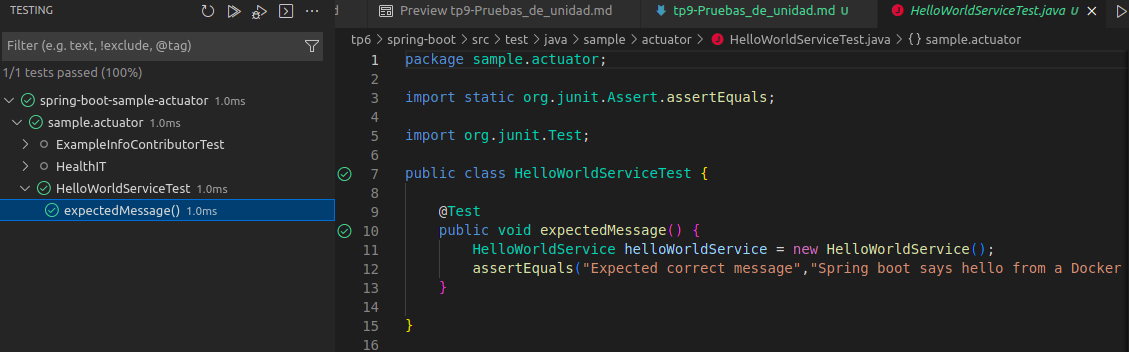 TESTING
Filter (e.g. text, !exclude, @tag)
1/1 tests passed (100%)
spring-boot-sample-actuator 1.0ms
sample.actuator 1.0ms
ExampleInfoContributorTest
HealthIT
HelloWorldServiceTest 1.0ms
expectedMessage() 1.0ms
d Preview tp9-Pruebas_de_unidad.md tp9-Pruebas_de_unidad.md U HelloWorldServiceTest.java U
tp6 > spring-boot > src > test > java > sample > actuator > HelloWorldServiceTest.java > {} sample.actuator
1 package sample.actuator;
2
3 import static org.junit.Assert.assertEquals;
4
5 import org.junit.Test;
6
7 public class HelloWorldServiceTest {
8
9 @Test
10 public void expectedMessage() {
11 HelloWorldService helloWorldService = new HelloWorldService();
12 assertEquals("Expected correct message","Spring boot says hello from a Docker
13 }
14
15 }
16